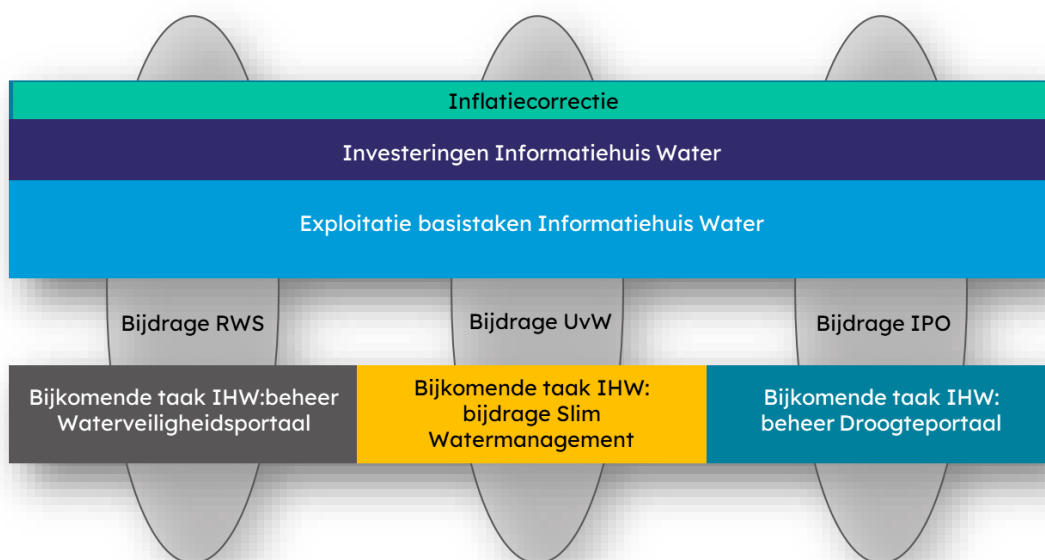 Inflatiecorrectie
Investeringen Informatiehuis Water
Exploitatie basistaken Informatiehuis Water
Bijdrage RWS
Bijdrage UvW
Bijdrage IPO
Bijkomende taak IHW:beheer
Waterveiligheidsportaal
Bijkomende taak IHW:
bijdrage Slim
Watermanagement
Bijkomende taak IHW:
beheer Droogteportaal